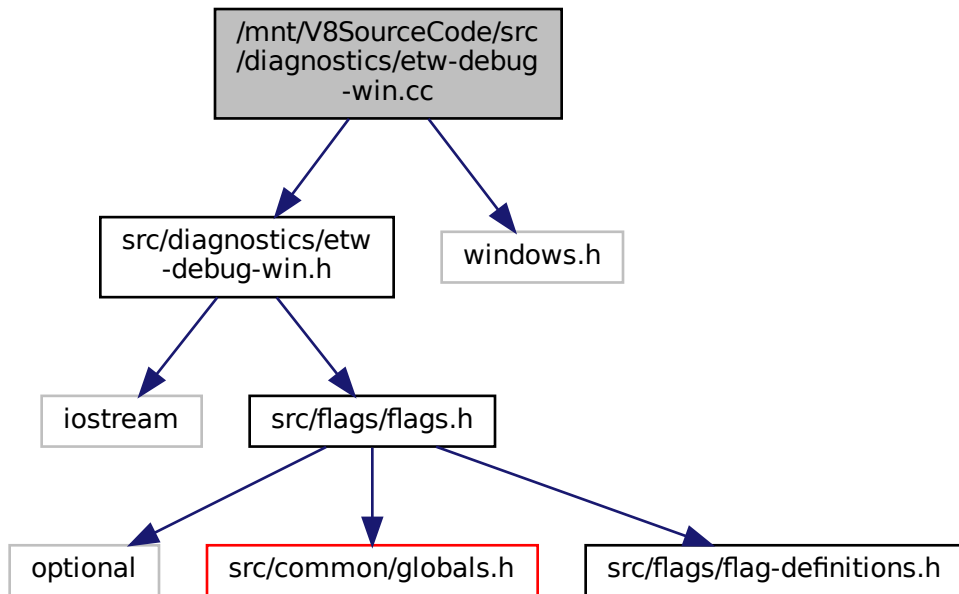 /mnt/V8SourceCode/src
/diagnostics/etw-debug
-win.cc
src/diagnostics/etw
-debug-win.h
windows.h
iostream
src/flags/flags.h
optional
src/common/globals.h
src/flags/flag-definitions.h